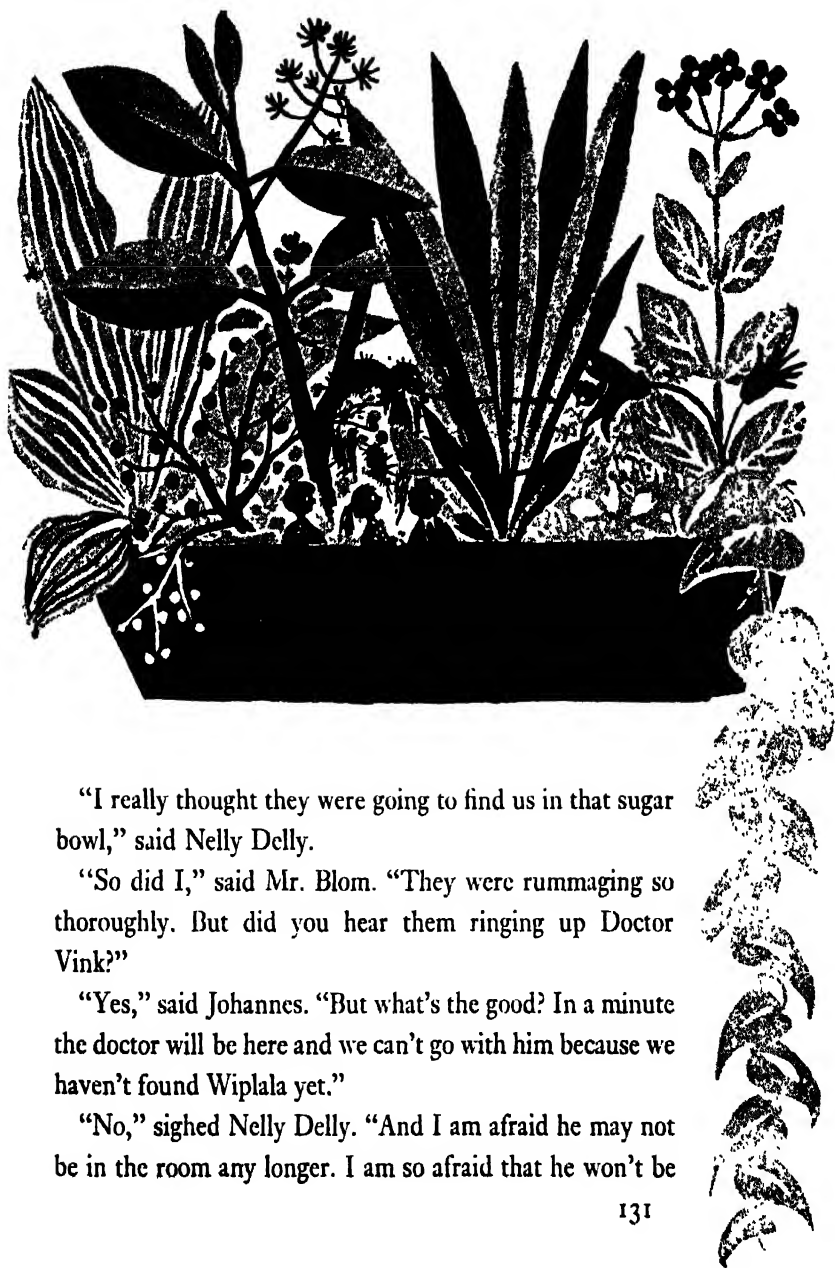 “I really thought they were going to find us in that sugar
bowl,” said Nelly Delly.
“So did I,” said Mr. Blom. “They were rummaging so
thoroughly. But did you hear them ringing up Doctor
Vink?”
“Yes,” said Johannes. “But what’s the good? In a minute
the doctor will be here and we can’t go with him because we
haven’t found Wiplala yet.”
“No,” sighed Nelly Delly. “And I am afraid he may not
be in the room any longer. I am so afraid that he won’t be
131